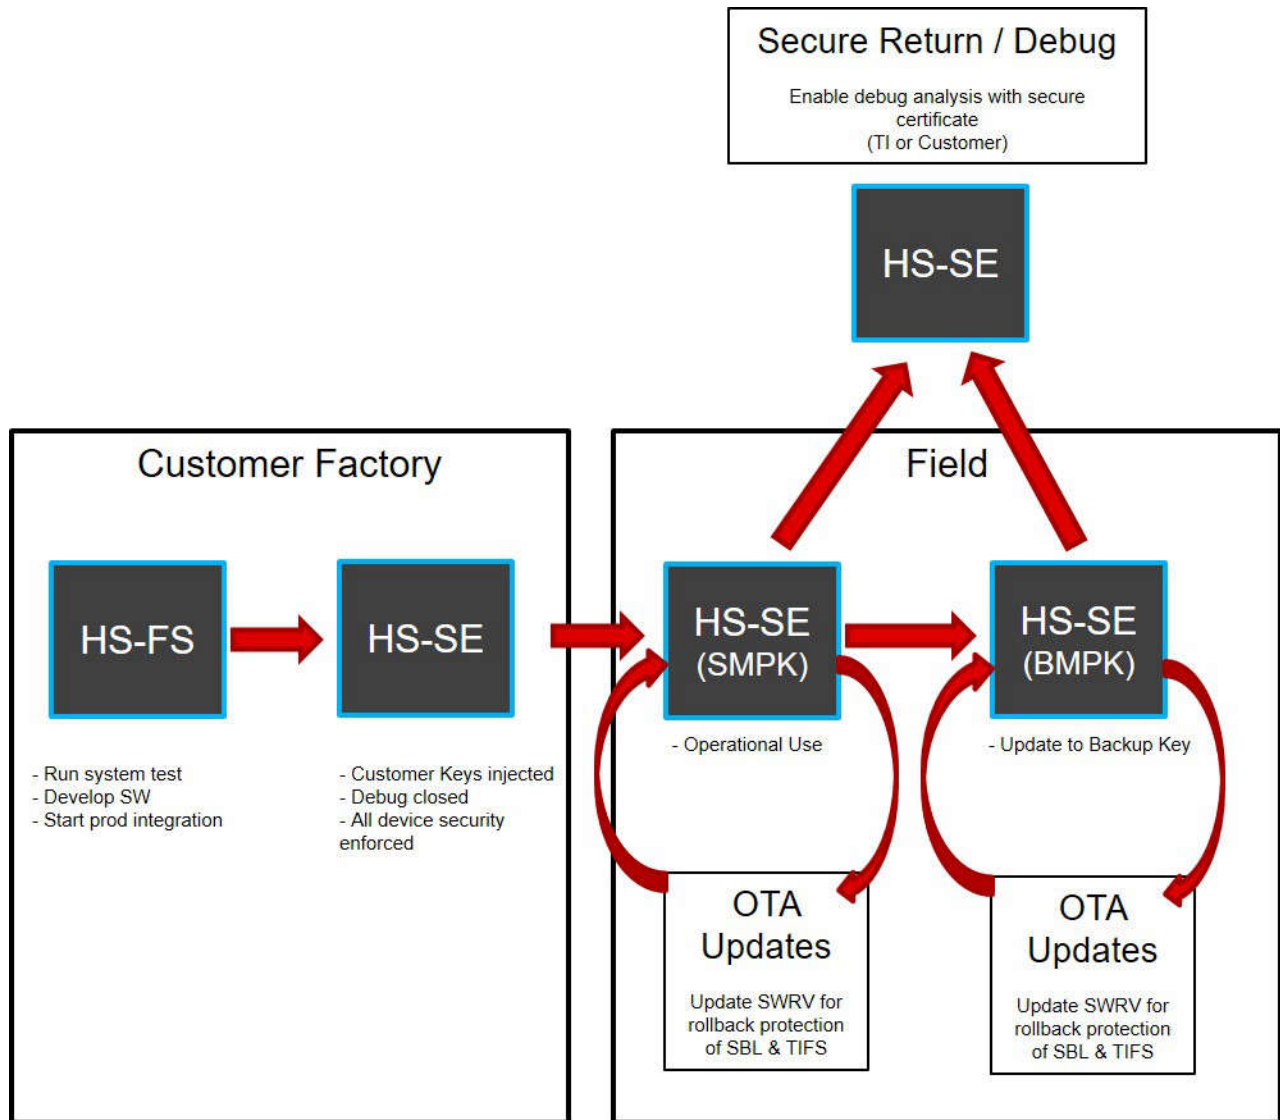 Secure Return / Debug
Enable debug analysis with secure
certificate
(TI or Customer)
HS-SE
Customer Factory
HS-FS
- Run system test
- Develop SW
- Start prod integration
HS-SE
- Customer Keys injected
- Debug closed
- All device security
enforced
Field
HS-SE
(SMPK)
- Operational Use
HS-SE
(BMPK)
- Update to Backup Key
OTA
Updates
Update SWRV for
rollback protection
of SBL & TIFS
OTA
Updates
Update SWRV for
rollback protection
of SBL & TIFS